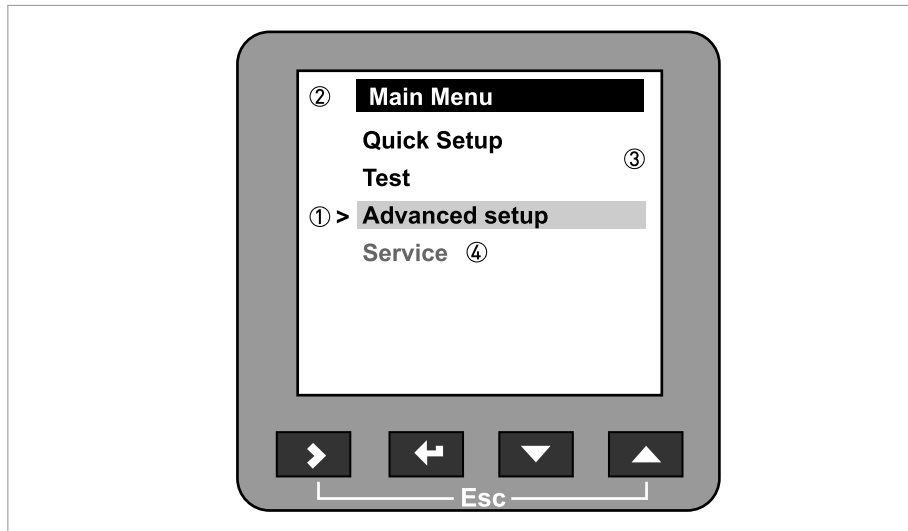 ② Main Menu
Quick Setup
③
Test
① > Advanced setup
Service ④
Esc